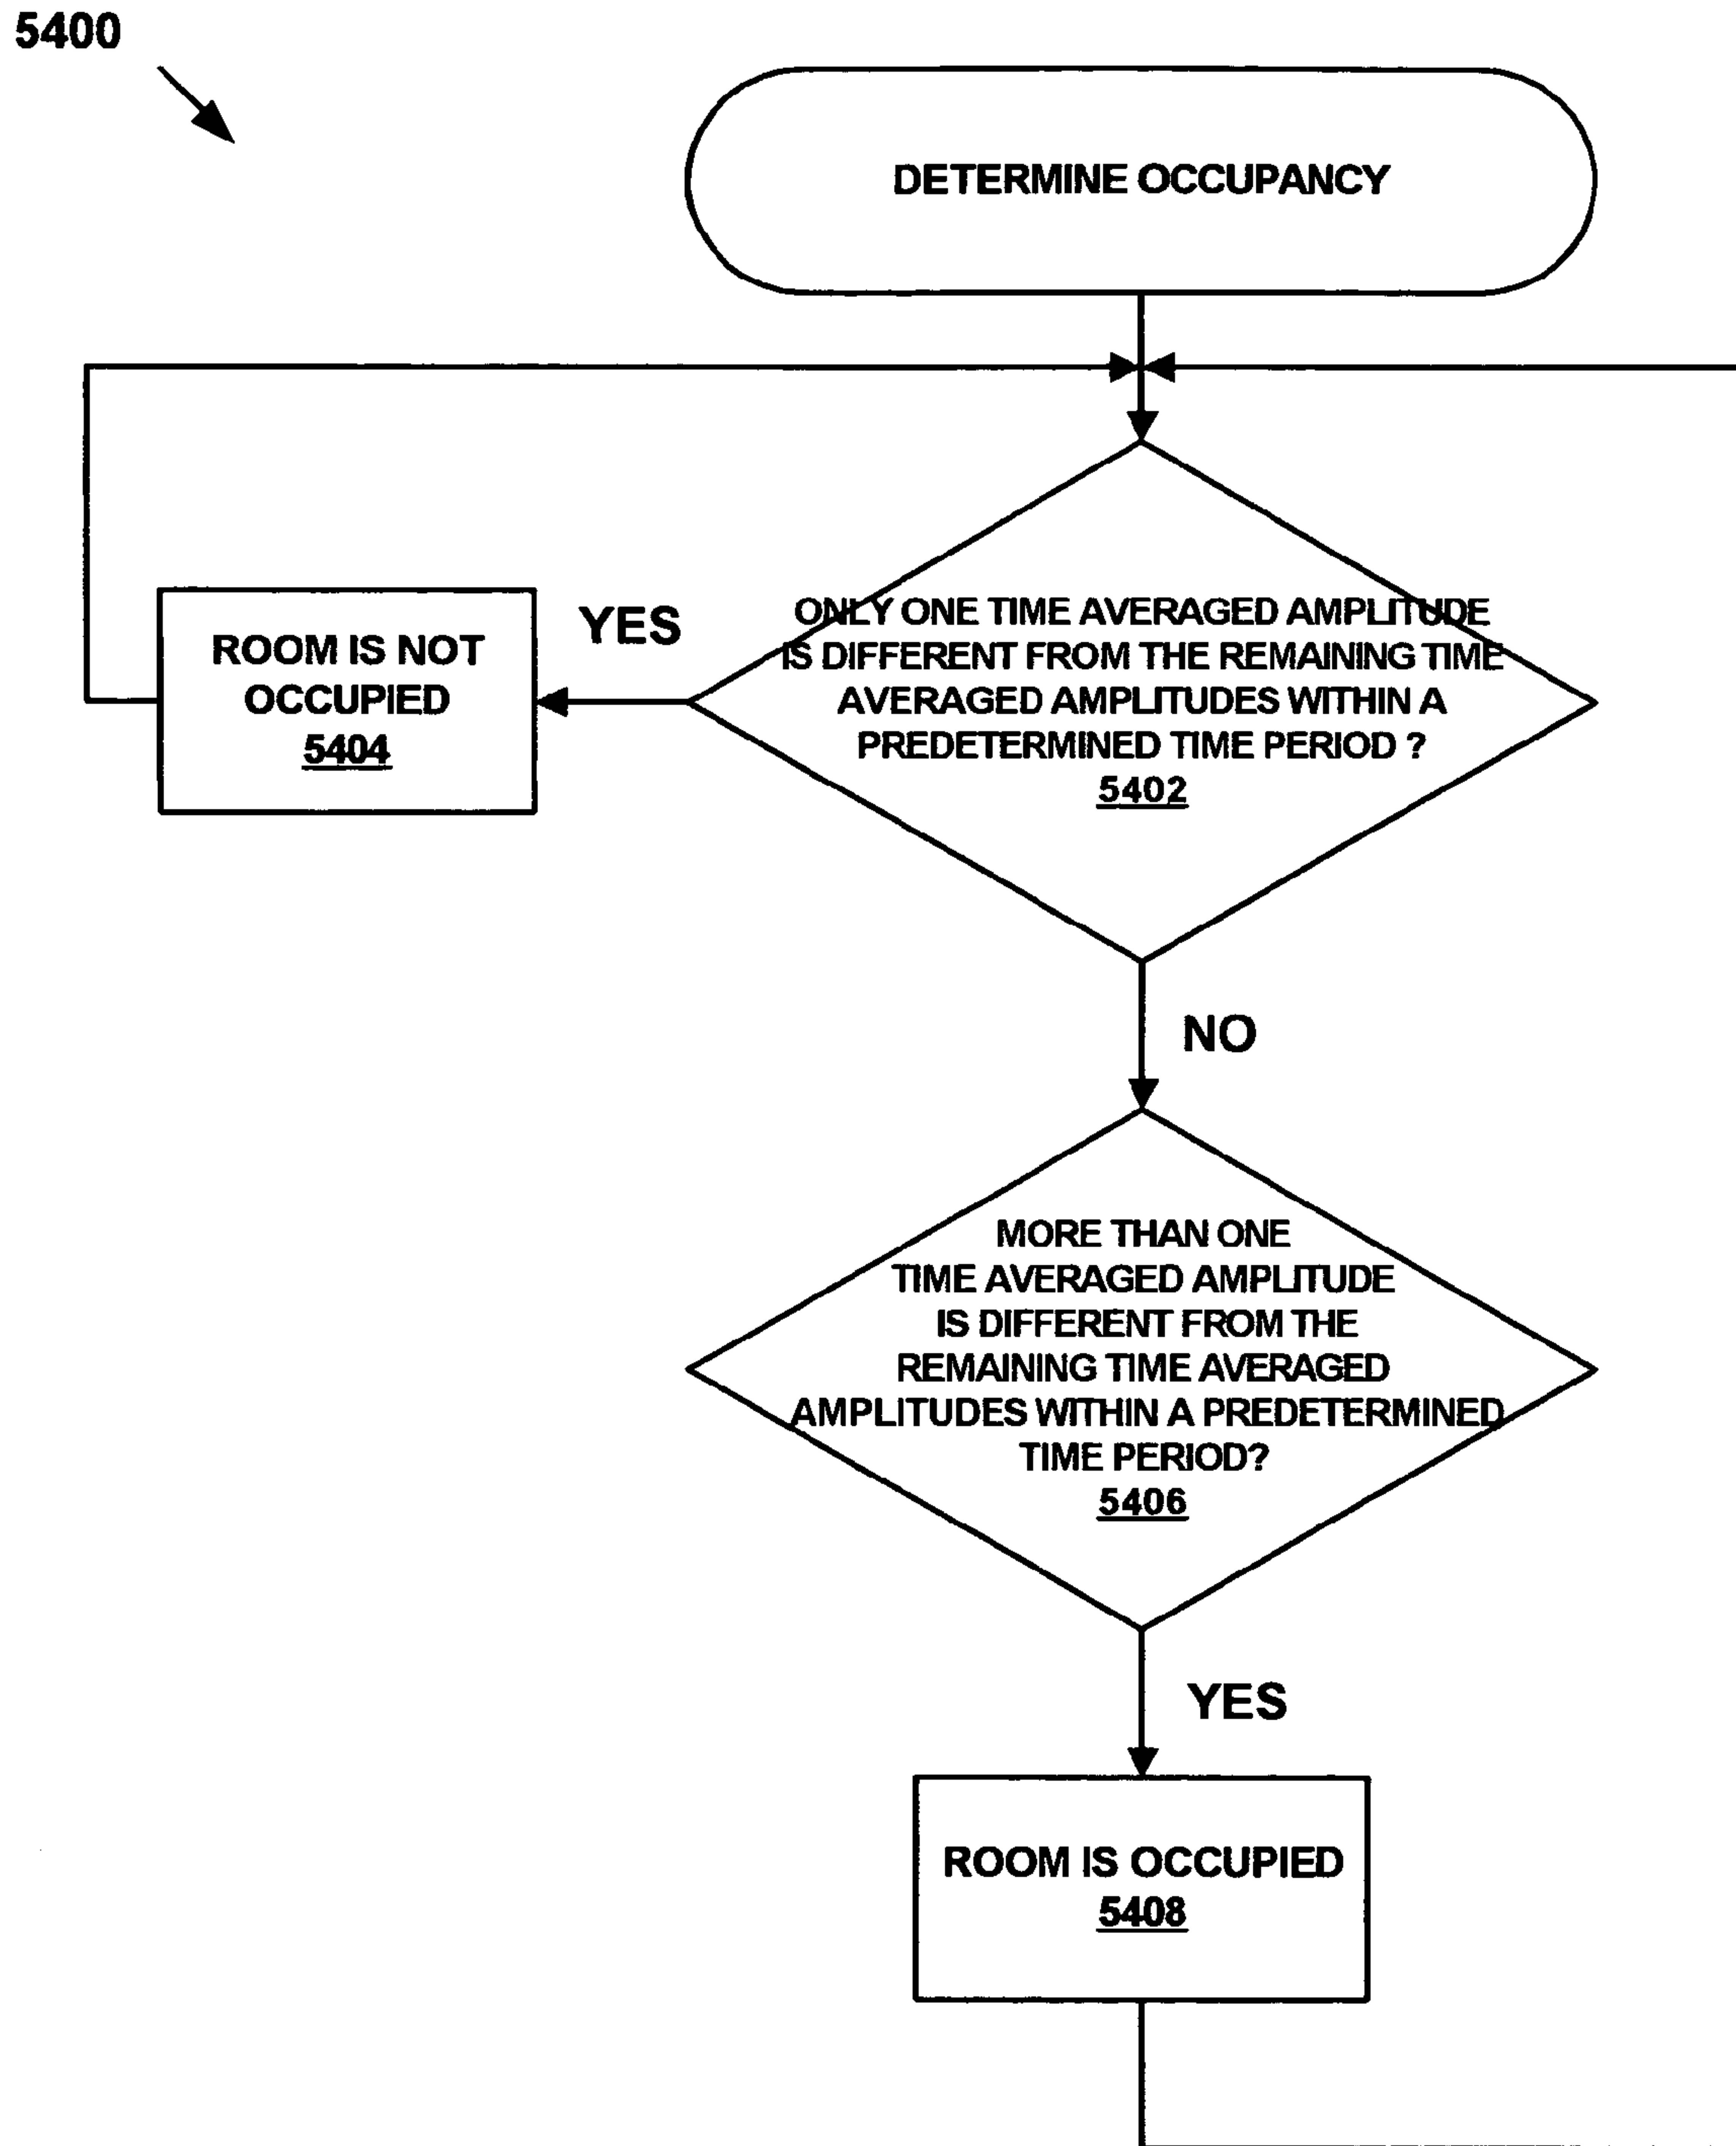 5400
DETERMINE OCCUPANCY
ONLY ONE TIME AVERAGED AMPLITUDE
IS DIFFERENT FROM THE REMAINING TIME
AVERAGED AMPLITUDES WITHIN A
PREDETERMINED TIME PERIOD ?
5402
YES
ROOM IS NOT
OCCUPIED
5404
NO
MORE THAN ONE
TIME AVERAGED AMPLITUDE
IS DIFFERENT FROM THE
REMAINING TIME AVERAGED
AMPLITUDES WITHIN A PREDETERMINED
TIME PERIOD?
5406
YES
ROOM IS OCCUPIED
5408